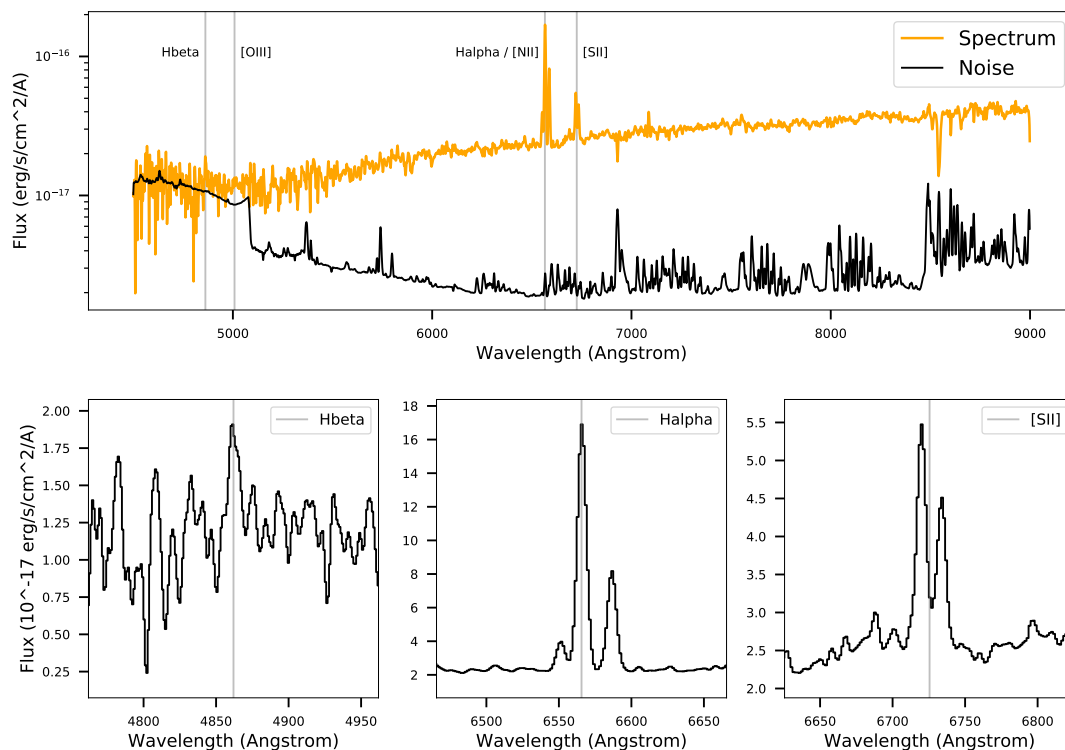 Flux (erg/s/cm^2/A)
10^-16
10^-17
Hbeta
[OIII]
Halpha / [NII]
[SII]
Spectrum
Noise
5000 6000 7000 8000 9000
Wavelength (Angstrom)
Flux (10^-17 erg/s/cm^2/A)
2.00
1.75
1.50
1.25
1.00
0.75
0.50
0.25
Hbeta
4800 4850 4900 4950
Wavelength (Angstrom)
18
16
14
12
10
8
6
4
2
Halpha
6500 6550 6600 6650
Wavelength (Angstrom)
5.5
5.0
4.5
4.0
3.5
3.0
2.5
2.0
[SII]
6650 6700 6750 6800
Wavelength (Angstrom)